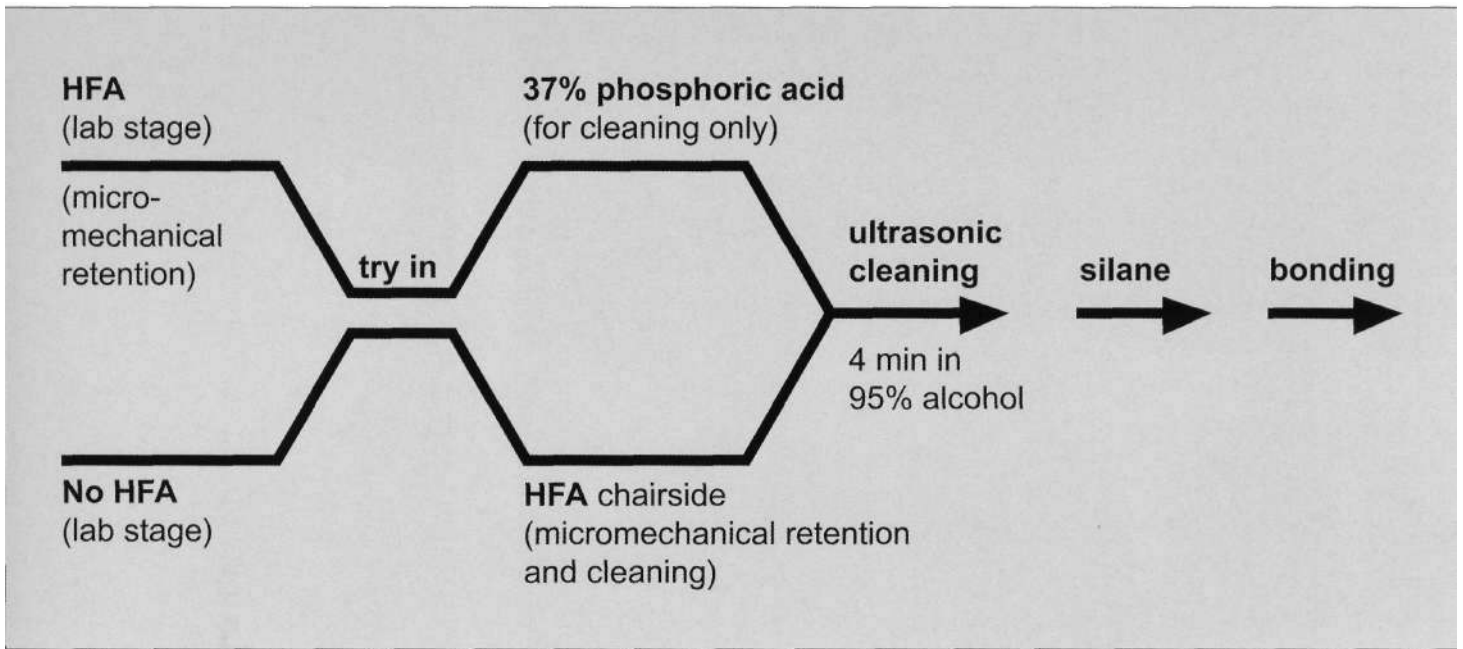 HFA
(lab stage)
(micro-
mechanical
retention)
try in
37% phosphoric acid
(for cleaning only)
No HFA
(lab stage)
HFA chairside
(micromechanical retention
and cleaning)
ultrasonic
cleaning
4 min in
95% alcohol
silane
bonding